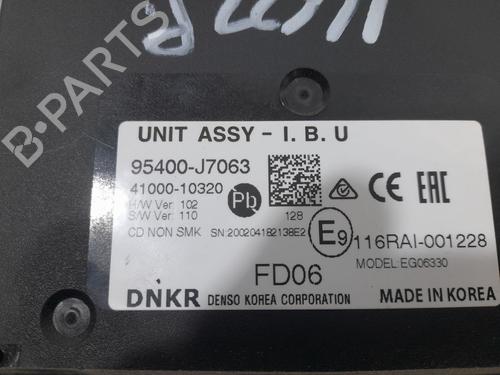 B-PARTS
UNIT ASSY - I. B. U
95400-J7063
41000-10320
H/W Ver: 102
S/W Ver: 110
Pb
128
CD NON SMK SN:200204182138E2
CE EAC
E9 116RAI-001228
MODEL:EG06330
FD06
DNKR DENSO KOREA CORPORATION MADE IN KOREA